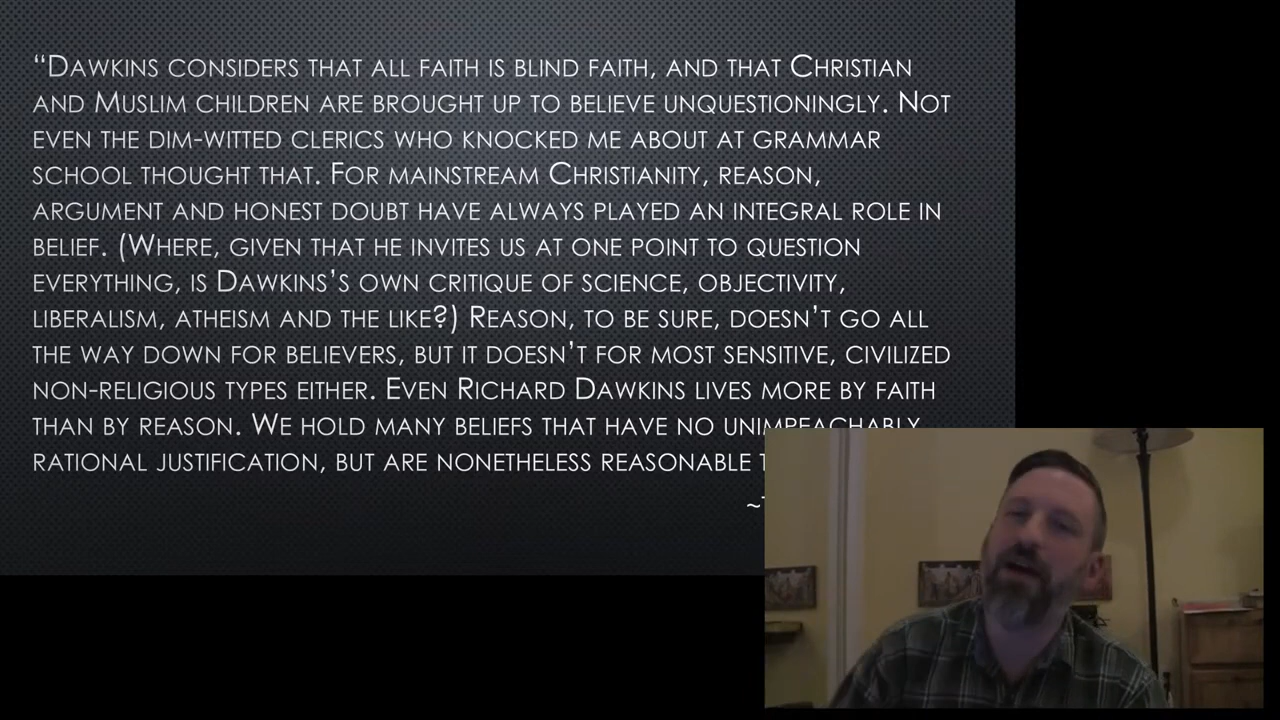 “Dawkins considers that all faith is blind faith, and that Christian
and Muslim children are brought up to believe unquestioningly. Not
even the dim-witted clerics who knocked me about at grammar
school thought that. For mainstream Christianity, reason,
argument and honest doubt have always played an integral role in
belief. (Where, given that he invites us at one point to question
everything, is Dawkins’s own critique of science, objectivity,
liberalism, atheism and the like?) Reason, to be sure, doesn’t go all
the way down for believers, but it doesn’t for most sensitive, civilized
non-religious types either. Even Richard Dawkins lives more by faith
than by reason. We hold many beliefs that have no unimpeachably
rational justification, but are nonetheless reasonable